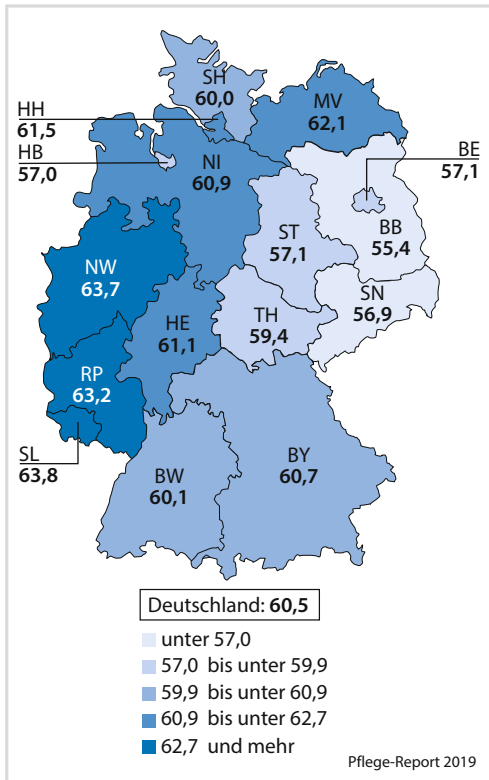 SH
60,0
MV
62,1
HH
61,5
HB
57,0
BE
57,1
NI
60,9
ST
57,1
BB
55,4
NW
63,7
SN
56,9
HE
61,1
TH
59,4
RP
63,2
SL
63,8
BW
60,1
BY
60,7
Deutschland: 60,5
unter 57,0
57,0 bis unter 59,9
59,9 bis unter 60,9
60,9 bis unter 62,7
62,7 und mehr
Pflege-Report 2019